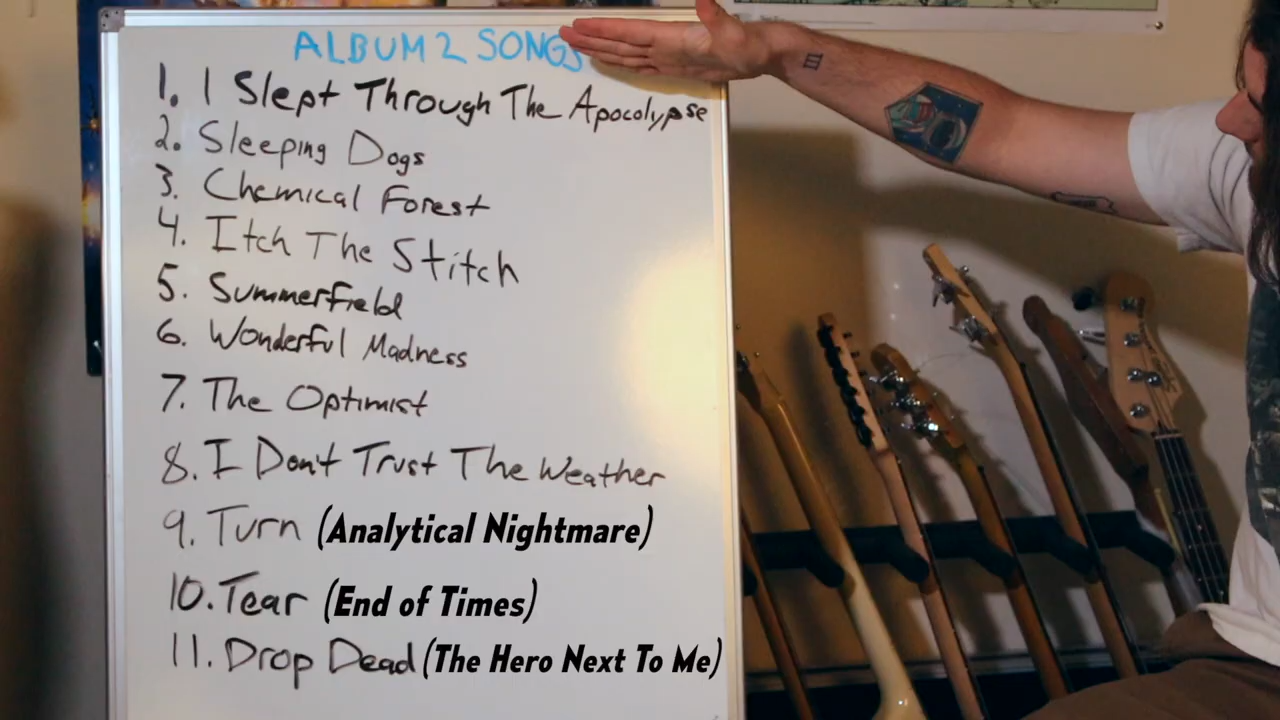 ALBUM 2 SONGS
1. I Slept Through The Apocolypse
2. Sleeping Dogs
3. Chemical Forest
4. Itch The Stitch
5. Summerfield
6. Wonderful Madness
7. The Optimist
8. I Don't Trust The Weather
9. Turn (Analytical Nightmare)
10. Tear (End of Times)
11. Drop Dead (The Hero Next To Me)